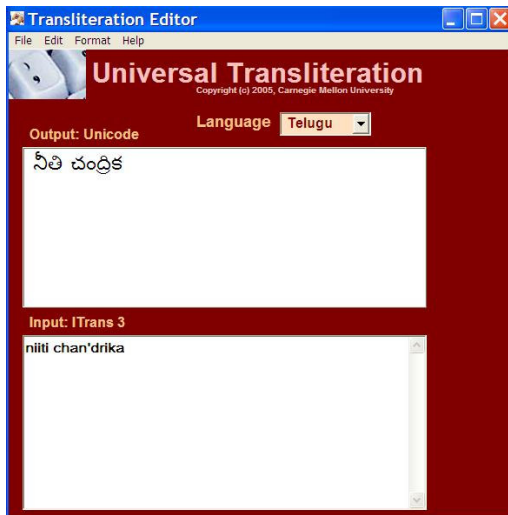 Transliteration Editor
File Edit Format Help
Universal Transliteration
Copyright (c) 2005, Carnegie Mellon University
Language Telugu
Output: Unicode
నీతి చంద్రిక
Input: ITrans 3
niiti chan'drika